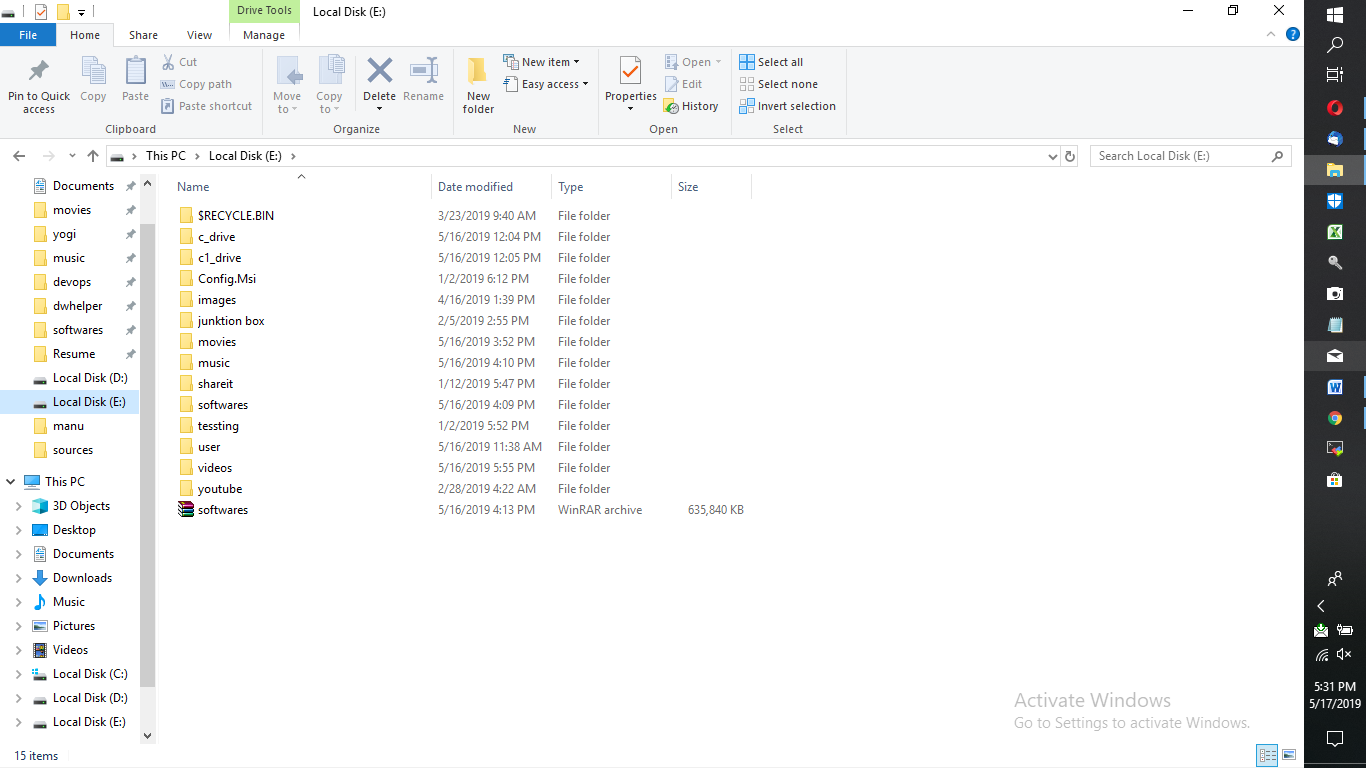 Drive Tools
Local Disk (E:)
File
Home
Share
View
Manage
Pin to Quick access
Copy
Paste
Cut
Copy path
Paste shortcut
Clipboard
Move to
Copy to
Delete
Rename
Organize
New folder
New item
Easy access
New
Properties
Open
Edit
History
Open
Select all
Select none
Invert selection
Select
This PC
Local Disk (E:)
Search Local Disk (E:)
Documents
movies
yogi
music
devops
dwhelper
softwares
Resume
Local Disk (D:)
Local Disk (E:)
manu
sources
This PC
3D Objects
Desktop
Documents
Downloads
Music
Pictures
Videos
Local Disk (C:)
Local Disk (D:)
Local Disk (E:)
Name Date modified Type Size
$RECYCLE.BIN 3/23/2019 9:40 AM File folder
c_drive 5/16/2019 12:04 PM File folder
c1_drive 5/16/2019 12:05 PM File folder
Config.Msi 1/2/2019 6:12 PM File folder
images 4/16/2019 1:39 PM File folder
junktion box 2/5/2019 2:55 PM File folder
movies 5/16/2019 3:52 PM File folder
music 5/16/2019 4:10 PM File folder
shareit 1/12/2019 5:47 PM File folder
softwares 5/16/2019 4:09 PM File folder
tessting 1/2/2019 5:52 PM File folder
user 5/16/2019 11:38 AM File folder
videos 5/16/2019 5:55 PM File folder
youtube 2/28/2019 4:22 AM File folder
softwares 5/16/2019 4:13 PM WinRAR archive 635,840 KB
Activate Windows
Go to Settings to activate Windows.
15 items
5:31 PM
5/17/2019